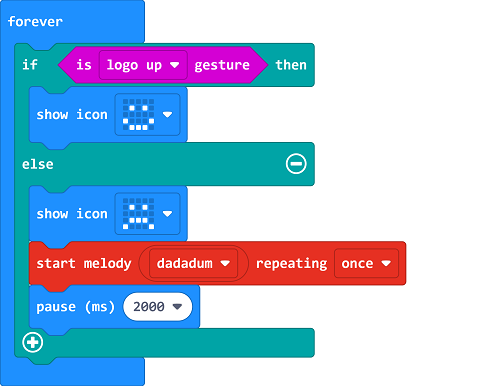 forever
if is logo up gesture then
show icon
else
show icon
start melody dadadum repeating once
pause (ms) 2000